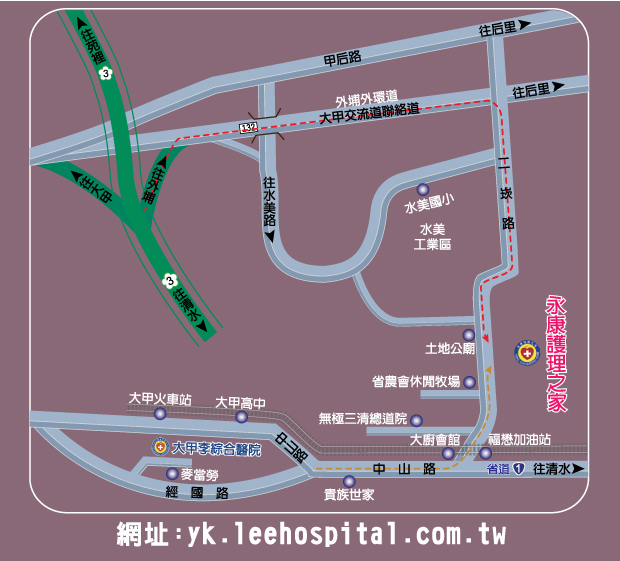 往后里
往苑裡
甲后路
3
往后里
外埔外環道
大甲交流道聯絡道
132
往外埔
往大甲
二崁路
往水美路
水美國小
水美
工業區
3
往清水
永康護理之家
土地公廟
省農會休閒牧場
大甲火車站
大甲高中
無極三清總道院
大廚會館
福懋加油站
中山路
大甲李綜合醫院
中山路
省道 1 往清水
麥當勞
經國路
貴族世家
網址:yk.leehospital.com.tw